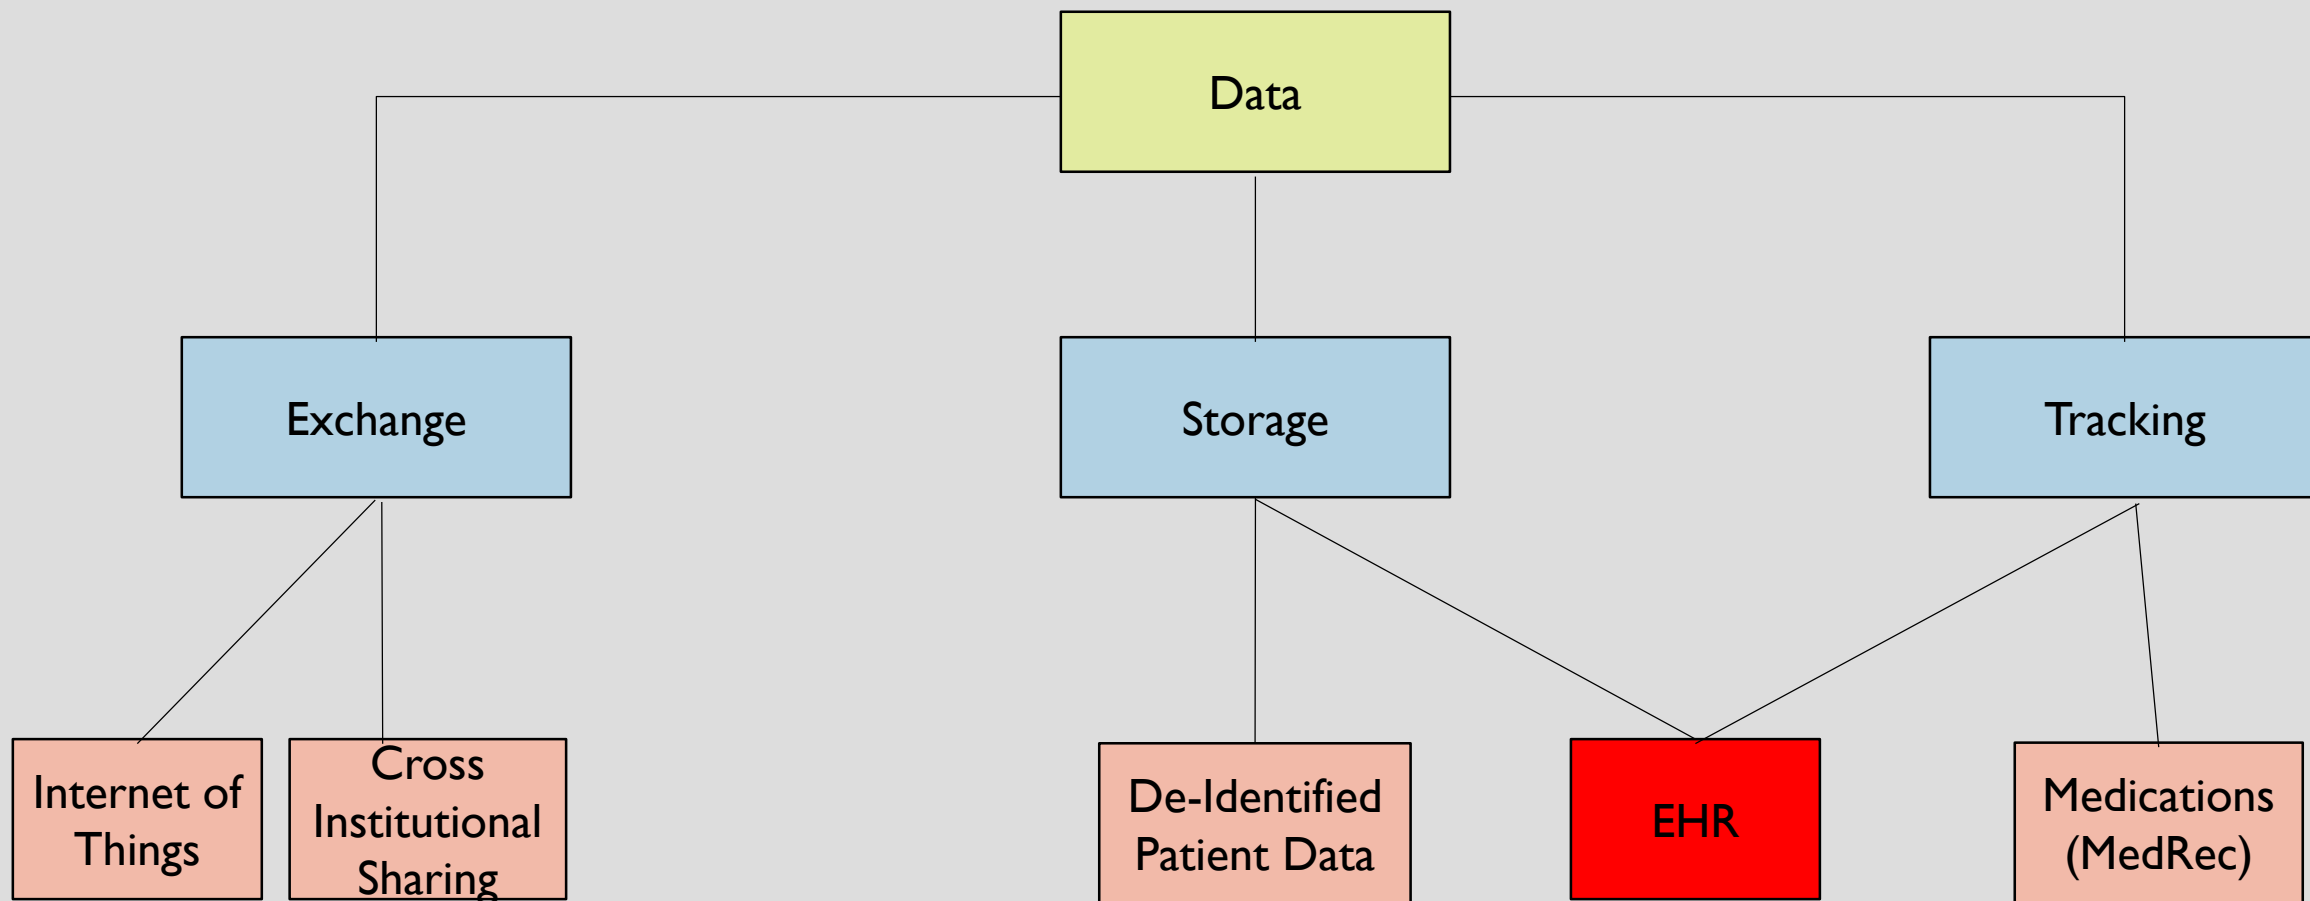 Data
Exchange
Storage
Tracking
Internet of
Things
Cross
Institutional
Sharing
De-Identified
Patient Data
EHR
Medications
(MedRec)